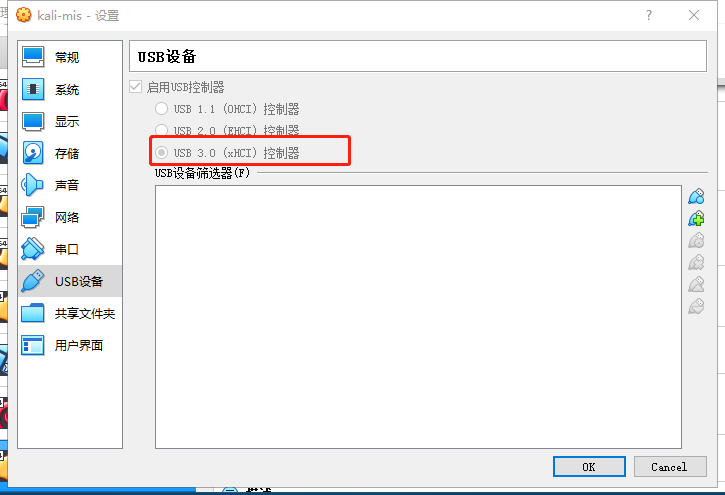 kali-mis - 设置
?
常规
系统
显示
存储
声音
网络
串口
USB设备
共享文件夹
用户界面
USB设备
启用USB控制器
USB 1.1 (OHCI) 控制器
USB 2.0 (EHCI) 控制器
USB 3.0 (xHCI) 控制器
USB设备筛选器(F)
OK
Cancel